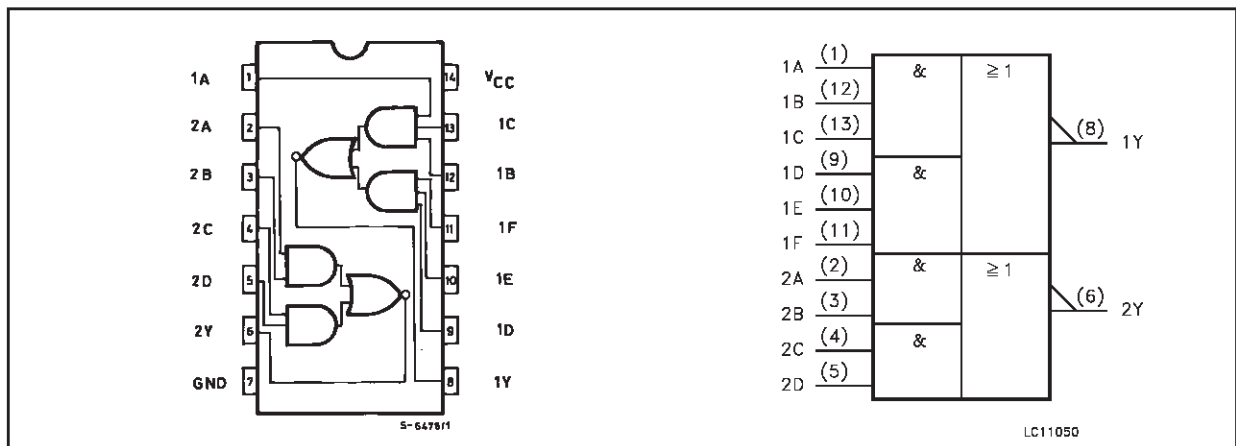 1A 1 14 VCC
2A 2 13 1C
2B 3 12 1B
2C 4 11 1F
2D 5 10 1E
2Y 6 9 1D
GND 7 8 1Y
S-6478/1
1A (1) & ≧1
1B (12)
1C (13)
(8) 1Y
1D (9) &
1E (10)
1F (11)
2A (2) & ≧1
2B (3)
(6) 2Y
2C (4) &
2D (5)
LC11050